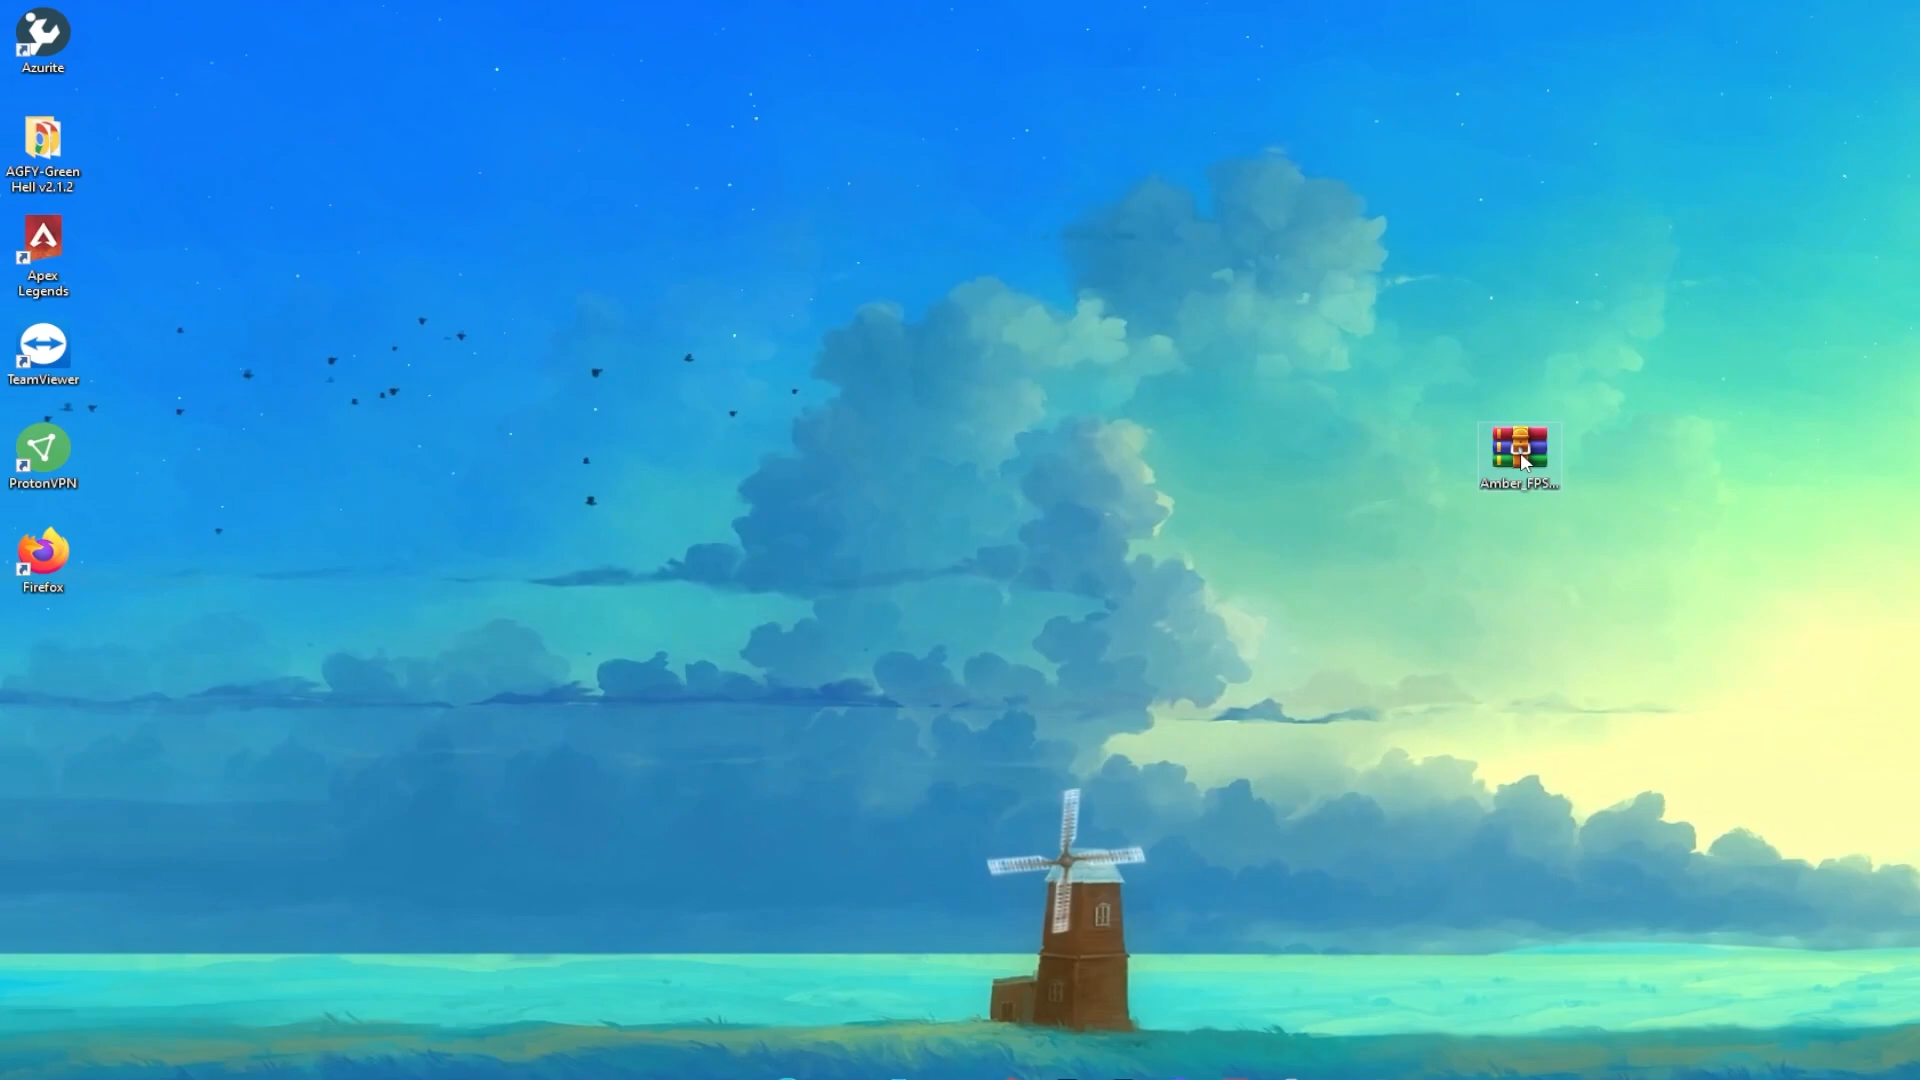 Azurite
AGFY-Green
Hell v2.1.2
Apex
Legends
TeamViewer
ProtonVPN
Firefox
Amber_FPS...